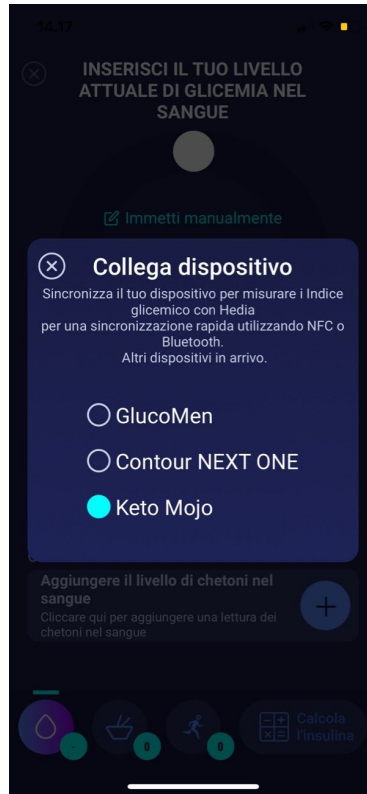 14.17
INSERISCI IL TUO LIVELLO
ATTUALE DI GLICEMIA NEL
SANGUE
Immetti manualmente
Collega dispositivo
Sincronizza il tuo dispositivo per misurare i Indice
glicemico con Hedia
per una sincronizzazione rapida utilizzando NFC o
Bluetooth.
Altri dispositivi in arrivo.
GlucoMen
Contour NEXT ONE
Keto Mojo
Aggiungere il livello di chetoni nel
sangue
Cliccare qui per aggiungere una lettura dei
chetoni nel sangue
-
0
0
Calcola
l'insulina